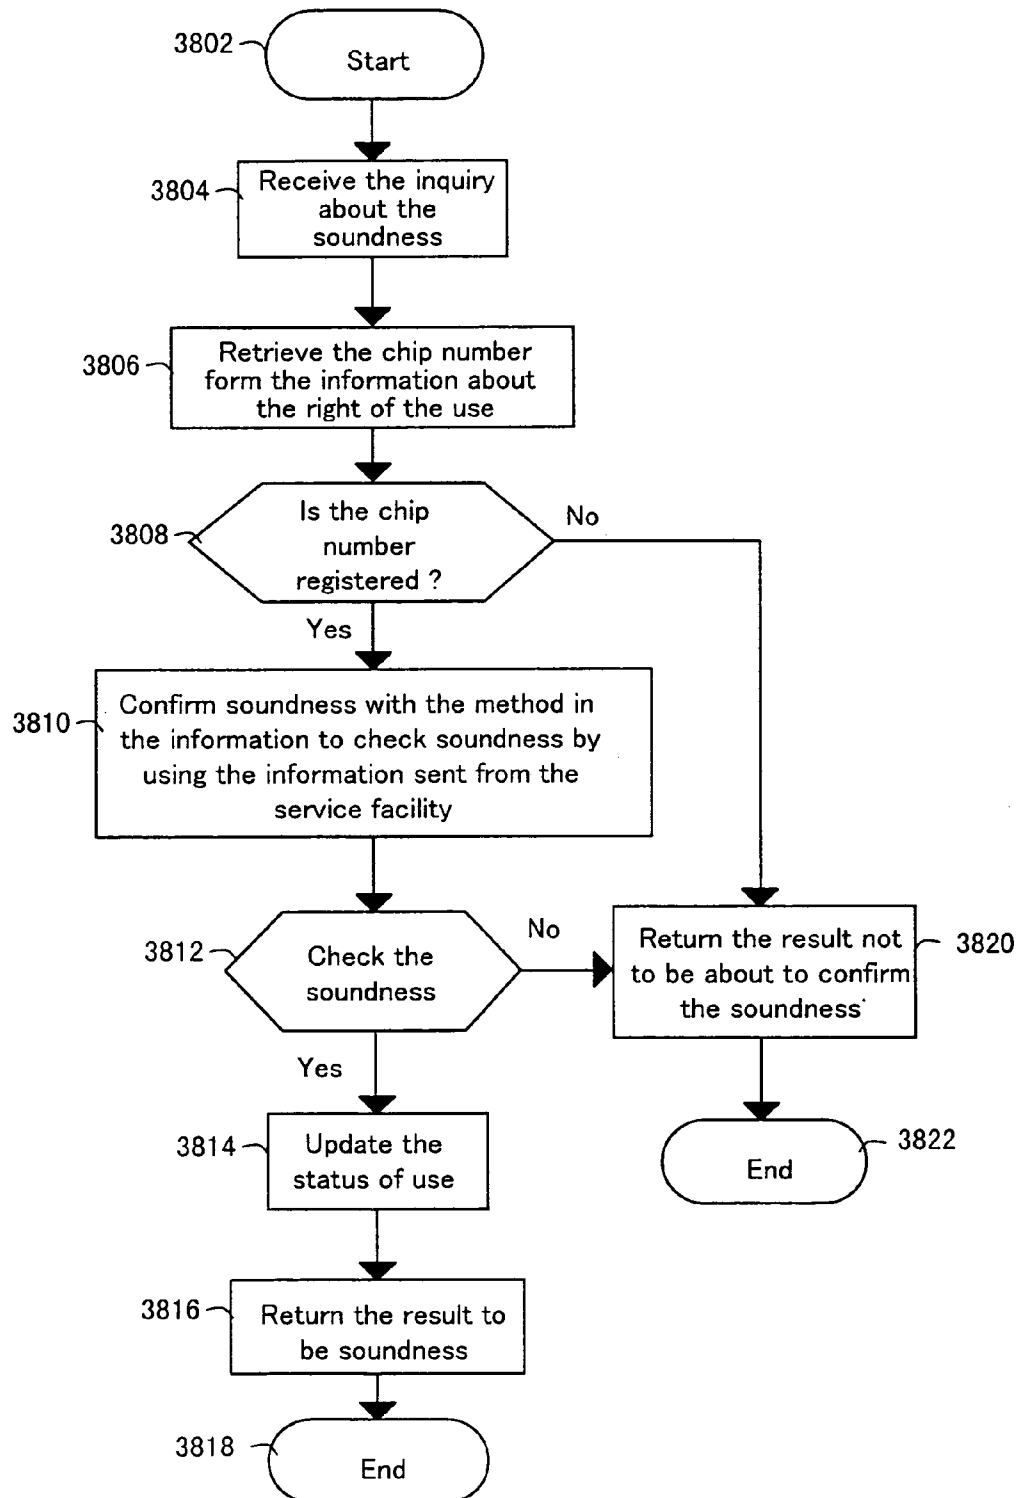 3802
Start
3804
Receive the inquiry
about the
soundness
3806
Retrieve the chip number
form the information about
the right of the use
3808
Is the chip
number
registered ?
No
Yes
3810
Confirm soundness with the method in
the information to check soundness by
using the information sent from the
service facility
3812
Check the
soundness
No
Yes
Return the result not
to be about to confirm
the soundness
3820
3814
Update the
status of use
End
3822
3816
Return the result to
be soundness
3818
End